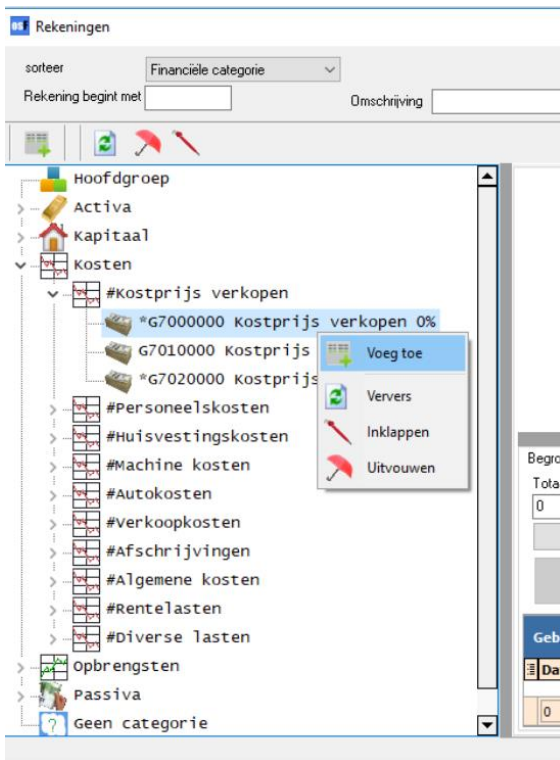 OSF Rekeningen
sorteer Financiële categorie
Rekening begint met Omschrijving
Hoofdgroep
Activa
Kapitaal
Kosten
#Kostprijs verkopen
*G7000000 Kostprijs verkopen 0%
G7010000 Kostprijs
*G7020000 Kostprijs
Voeg toe
Ververs
Inklappen
Uitvouwen
#Personeelskosten
#Huisvestingskosten
#Machine kosten
#Autokosten
#Verkoopkosten
#Afschrijvingen
#Algemene kosten
#Rentelasten
#Diverse lasten
Opbrengsten
Passiva
? Geen categorie
Begro
Tota
0
Geb
Da
0